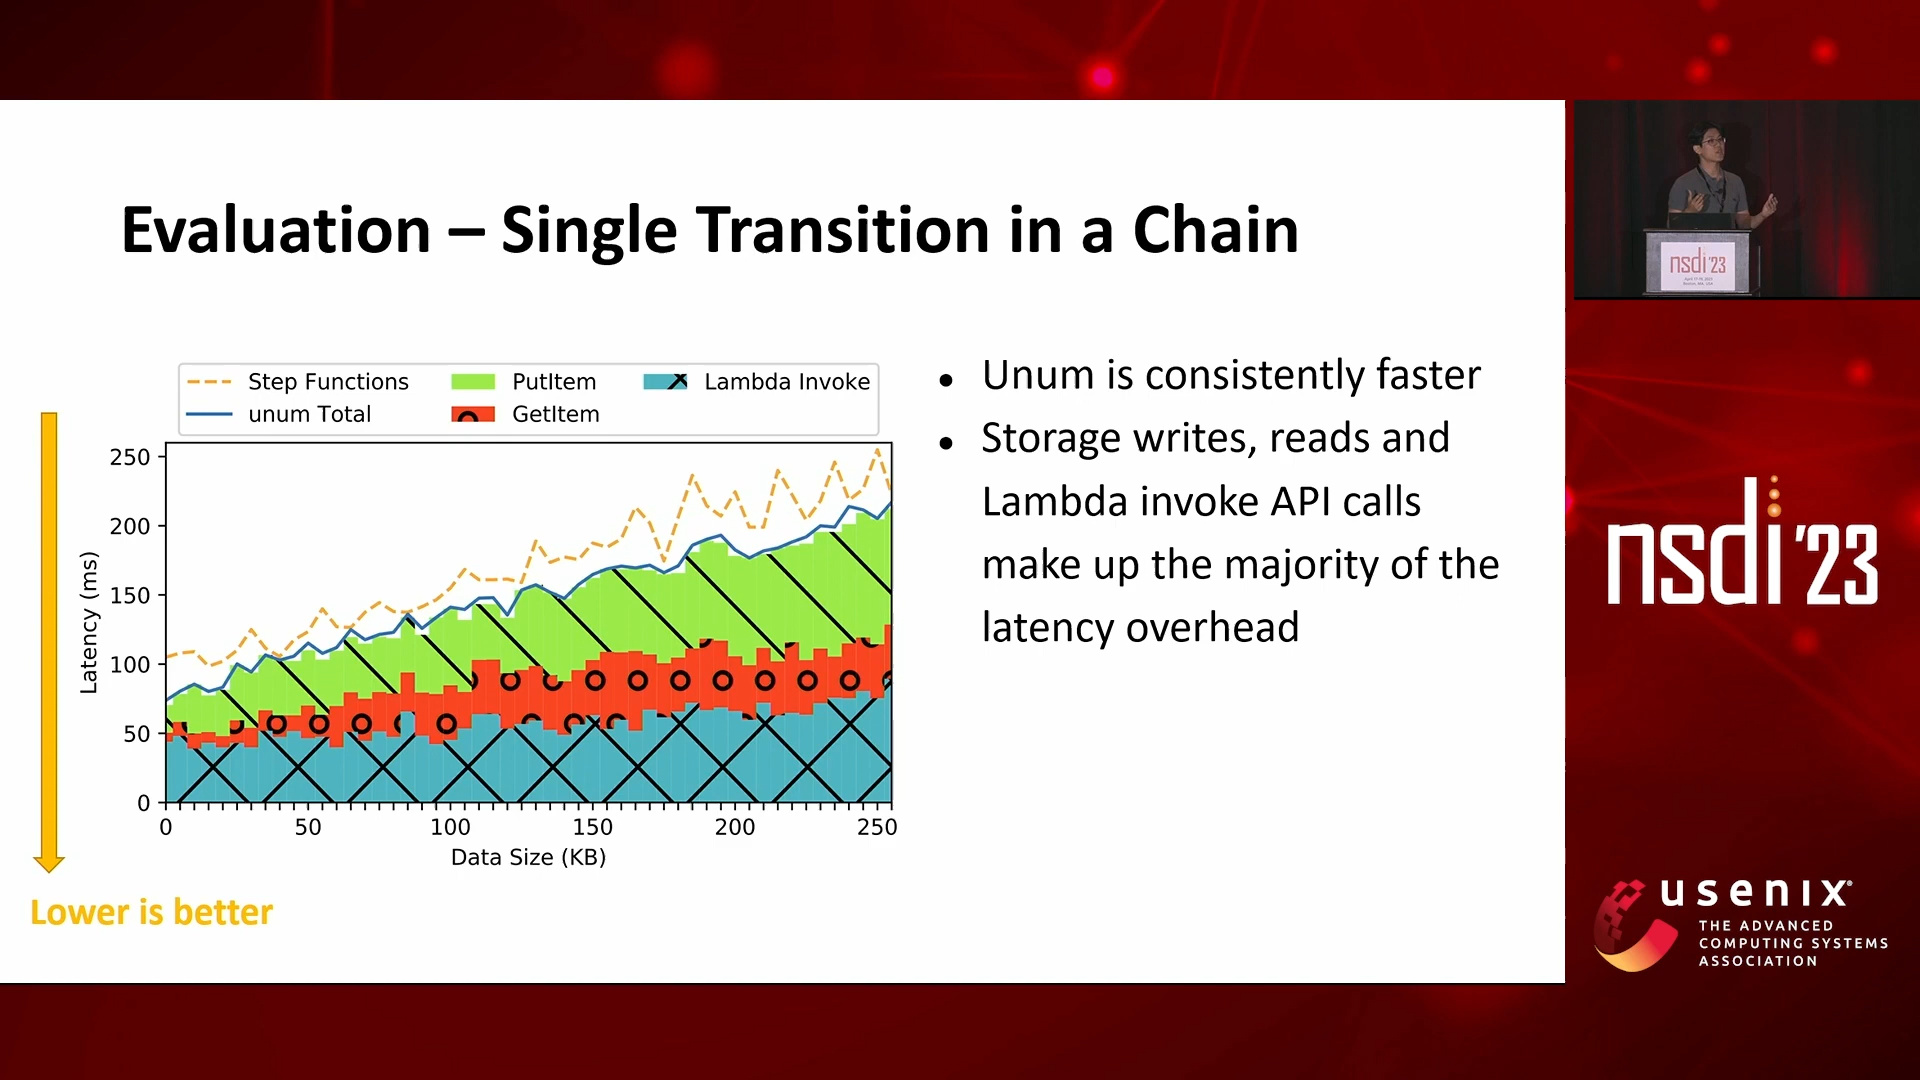 Evaluation – Single Transition in a Chain
Step Functions
unum Total
PutItem
GetItem
Lambda Invoke
250
200
150
100
50
0
Latency (ms)
0 50 100 150 200 250
Data Size (KB)
Lower is better
• Unum is consistently faster
• Storage writes, reads and
Lambda invoke API calls
make up the majority of the
latency overhead
nsdi '23
nsdi '23
usenix®
THE ADVANCED
COMPUTING SYSTEMS
ASSOCIATION